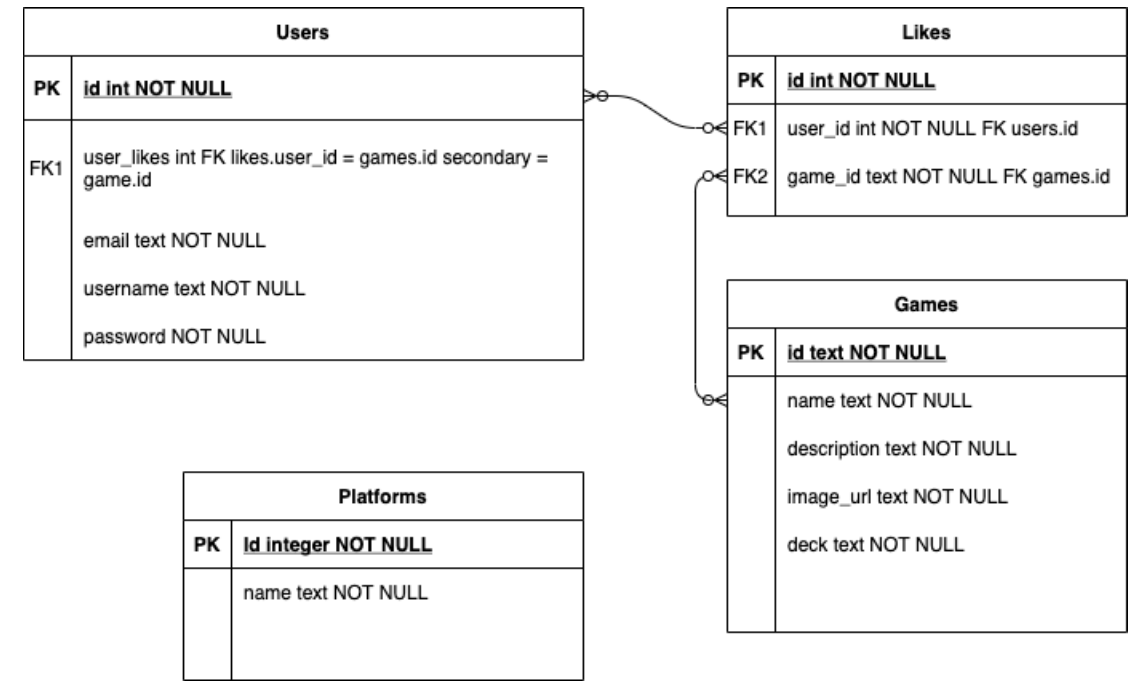 Users
PK id int NOT NULL
FK1 user_likes int FK likes.user_id = games.id secondary =
game.id
email text NOT NULL
username text NOT NULL
password NOT NULL
Likes
PK id int NOT NULL
FK1 user_id int NOT NULL FK users.id
FK2 game_id text NOT NULL FK games.id
Games
PK id text NOT NULL
name text NOT NULL
description text NOT NULL
image_url text NOT NULL
deck text NOT NULL
Platforms
PK Id integer NOT NULL
name text NOT NULL